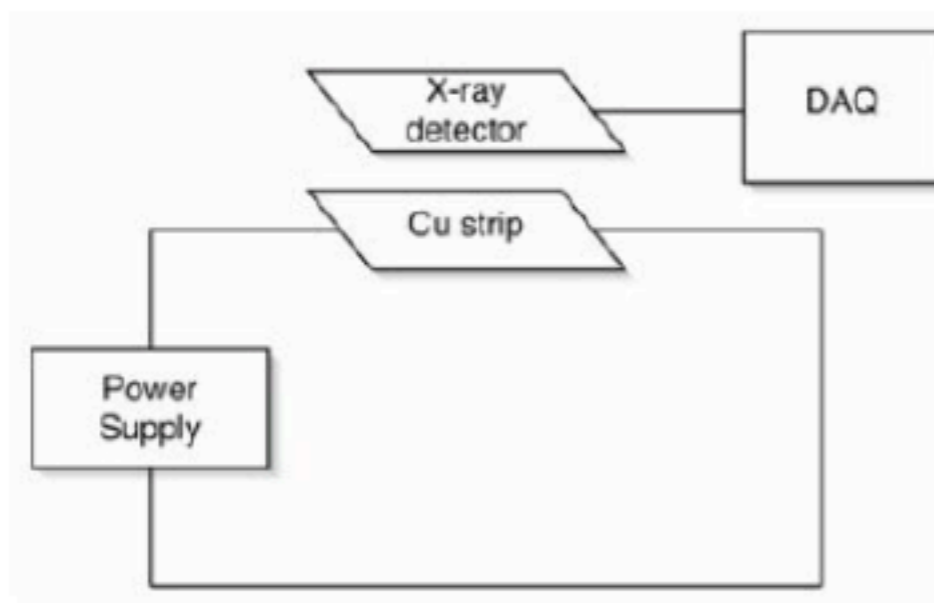 X-ray
detector
DAQ
Cu strip
Power
Supply